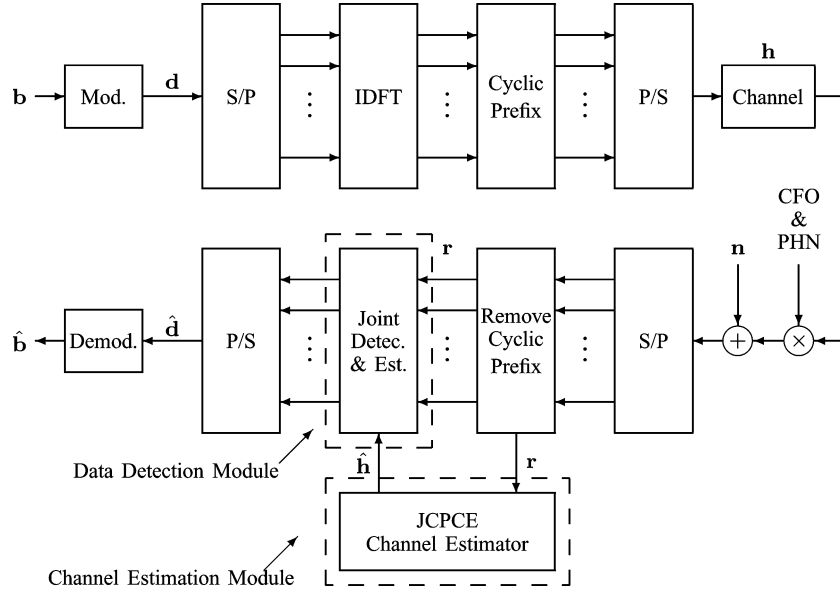 b
Mod.
d
S/P
IDFT
Cyclic
Prefix
P/S
h
Channel
CFO
&
PHN
n
+
×
S/P
r
Remove
Cyclic
Prefix
Joint
Detec.
& Est.
P/S
d̂
Demod.
b̂
Data Detection Module
ĥ
r
JCPCE
Channel Estimator
Channel Estimation Module